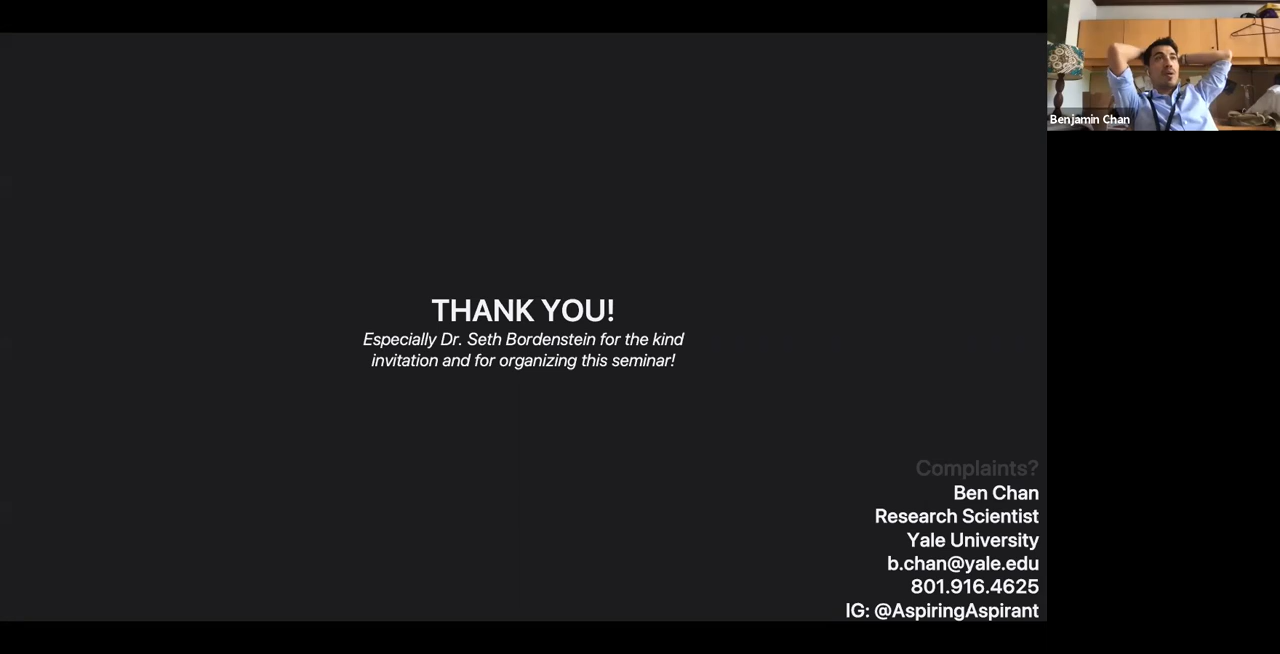 THANK YOU!
Especially Dr. Seth Bordenstein for the kind
invitation and for organizing this seminar!
Complaints?
Ben Chan
Research Scientist
Yale University
b.chan@yale.edu
801.916.4625
IG: @AspiringAspirant
Benjamin Chan